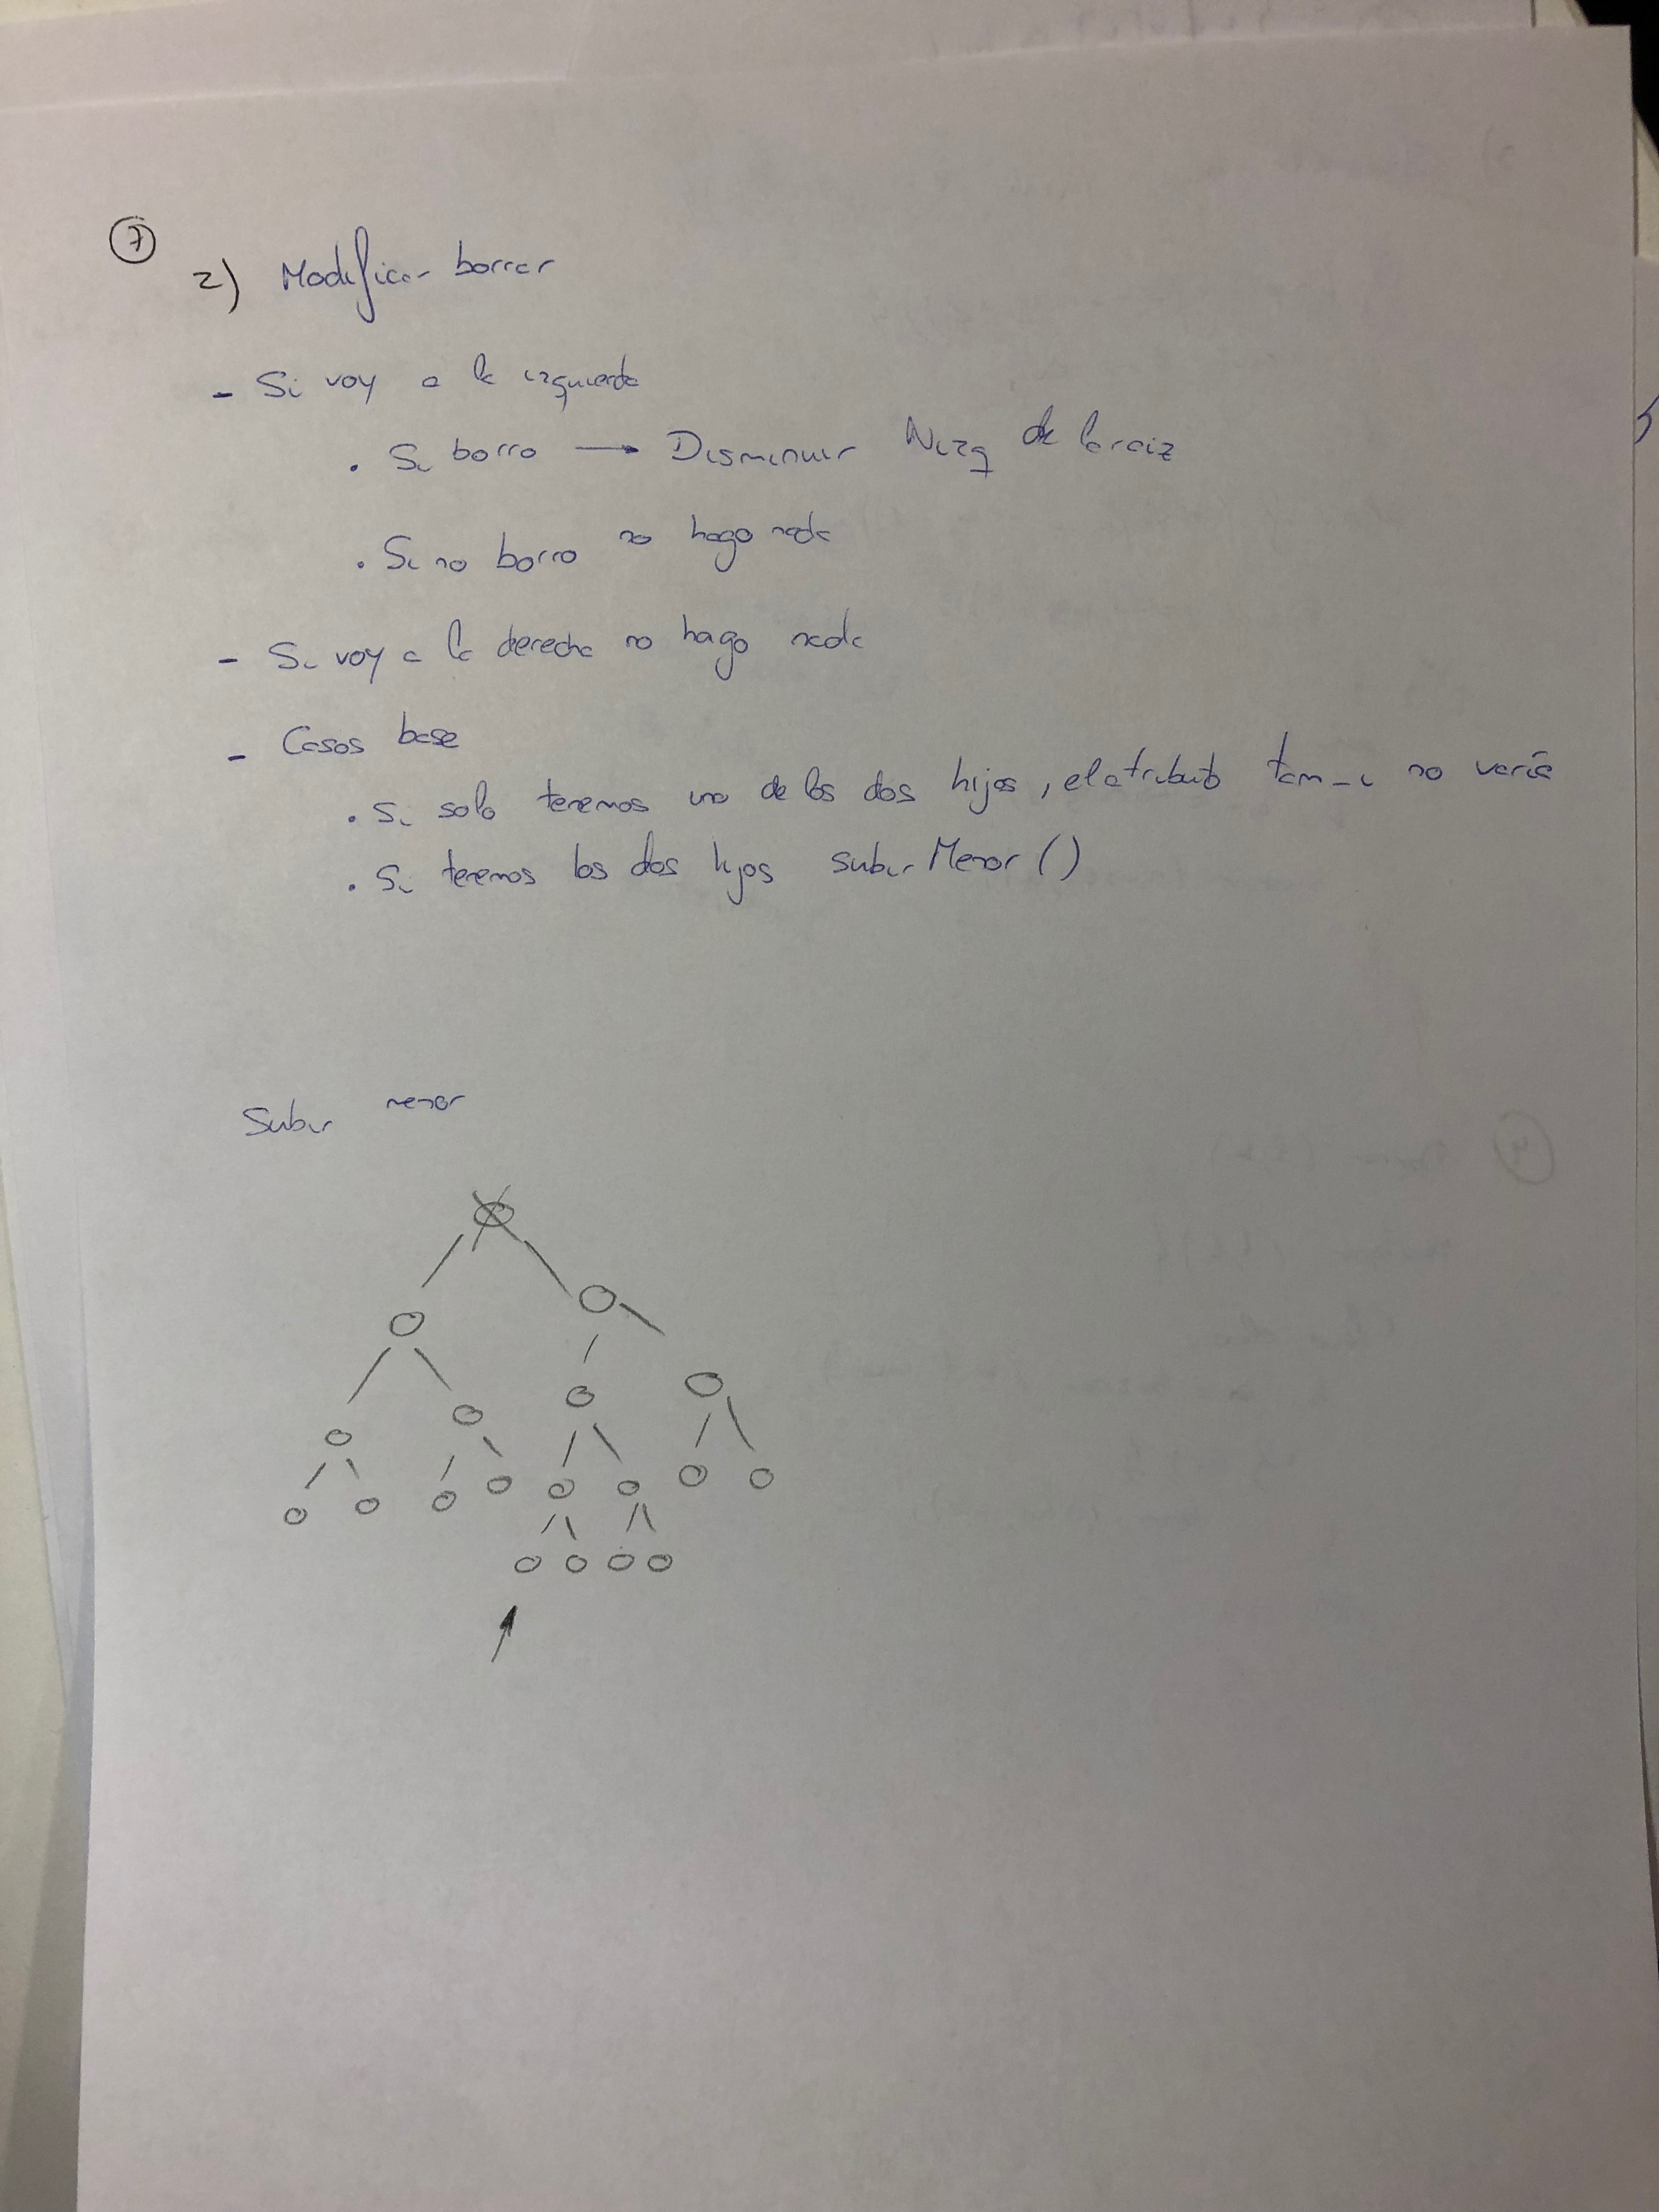 7
2) Modificar borrar
- Si voy a la izquierda
. Si borro → Disminuir Nizq de la raiz
. Si no borro no hago nada
- Si voy a la derecha no hago nada
- Casos base
. Si solo tenemos uno de los dos hijos, el atributo tam_i no varía
. Si tenemos los dos hijos subir Menor ()
Subir menor